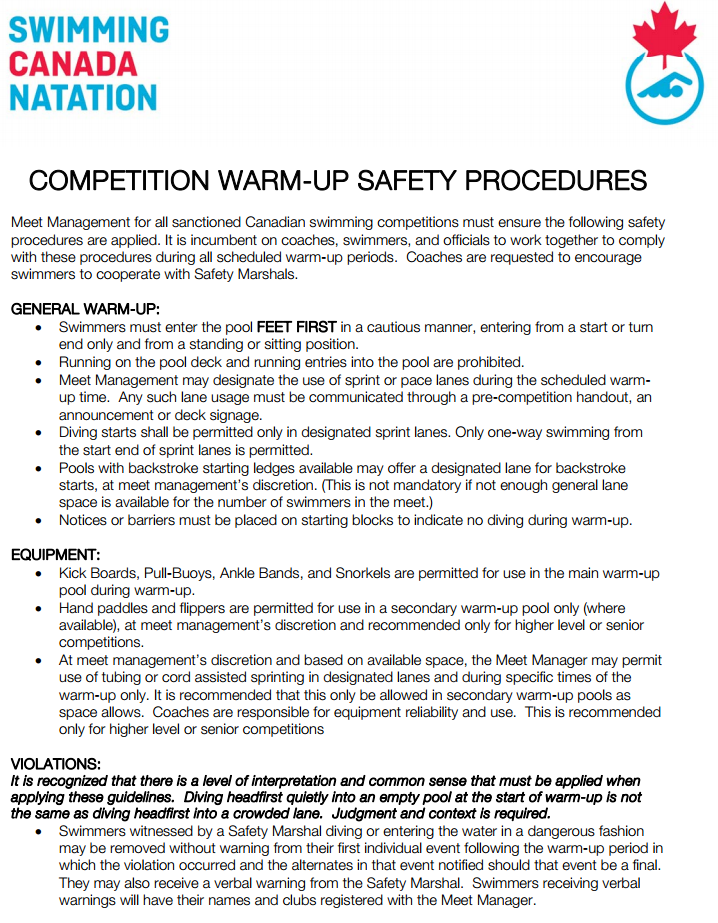 SWIMMING
CANADA
NATATION
COMPETITION WARM-UP SAFETY PROCEDURES
Meet Management for all sanctioned Canadian swimming competitions must ensure the following safety
procedures are applied. It is incumbent on coaches, swimmers, and officials to work together to comply
with these procedures during all scheduled warm-up periods.  Coaches are requested to encourage
swimmers to cooperate with Safety Marshals.
GENERAL WARM-UP:
• Swimmers must enter the pool FEET FIRST in a cautious manner, entering from a start or turn
end only and from a standing or sitting position.
• Running on the pool deck and running entries into the pool are prohibited.
• Meet Management may designate the use of sprint or pace lanes during the scheduled warm-
up time.  Any such lane usage must be communicated through a pre-competition handout, an
announcement or deck signage.
• Diving starts shall be permitted only in designated sprint lanes. Only one-way swimming from
the start end of sprint lanes is permitted.
• Pools with backstroke starting ledges available may offer a designated lane for backstroke
starts, at meet management's discretion. (This is not mandatory if not enough general lane
space is available for the number of swimmers in the meet.)
• Notices or barriers must be placed on starting blocks to indicate no diving during warm-up.
EQUIPMENT:
• Kick Boards, Pull-Buoys, Ankle Bands, and Snorkels are permitted for use in the main warm-up
pool during warm-up.
• Hand paddles and flippers are permitted for use in a secondary warm-up pool only (where
available), at meet management's discretion and recommended only for higher level or senior
competitions.
• At meet management's discretion and based on available space, the Meet Manager may permit
use of tubing or cord assisted sprinting in designated lanes and during specific times of the
warm-up only. It is recommended that this only be allowed in secondary warm-up pools as
space allows.  Coaches are responsible for equipment reliability and use.  This is recommended
only for higher level or senior competitions
VIOLATIONS:
It is recognized that there is a level of interpretation and common sense that must be applied when
applying these guidelines.  Diving headfirst quietly into an empty pool at the start of warm-up is not
the same as diving headfirst into a crowded lane.  Judgment and context is required.
• Swimmers witnessed by a Safety Marshal diving or entering the water in a dangerous fashion
may be removed without warning from their first individual event following the warm-up period in
which the violation occurred and the alternates in that event notified should that event be a final.
They may also receive a verbal warning from the Safety Marshal.  Swimmers receiving verbal
warnings will have their names and clubs registered with the Meet Manager.